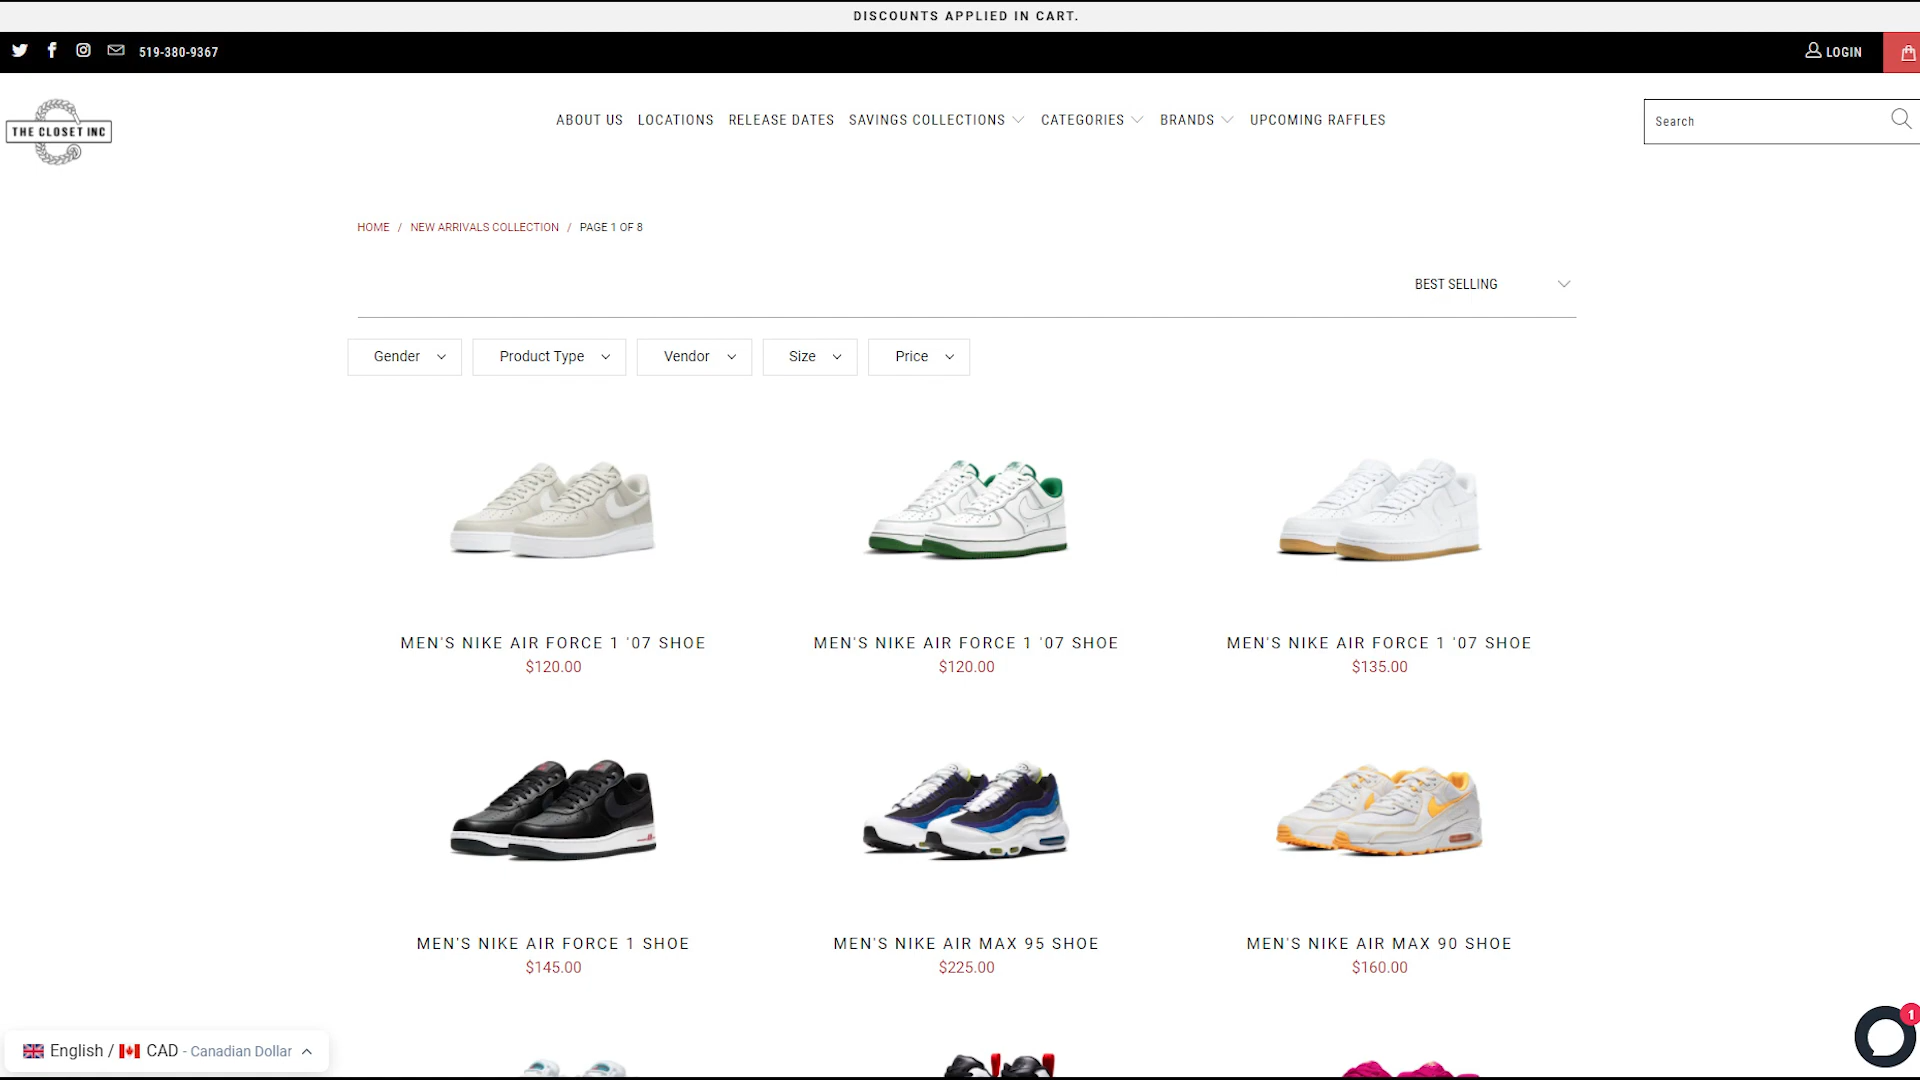 DISCOUNTS APPLIED IN CART.
519-380-9367
LOGIN
THE CLOSET INC
ABOUT US
LOCATIONS
RELEASE DATES
SAVINGS COLLECTIONS
CATEGORIES
BRANDS
UPCOMING RAFFLES
Search
HOME / NEW ARRIVALS COLLECTION / PAGE 1 OF 8
BEST SELLING
Gender
Product Type
Vendor
Size
Price
MEN'S NIKE AIR FORCE 1 '07 SHOE
$120.00
MEN'S NIKE AIR FORCE 1 '07 SHOE
$120.00
MEN'S NIKE AIR FORCE 1 '07 SHOE
$135.00
MEN'S NIKE AIR FORCE 1 SHOE
$145.00
MEN'S NIKE AIR MAX 95 SHOE
$225.00
MEN'S NIKE AIR MAX 90 SHOE
$160.00
English / CAD - Canadian Dollar
1